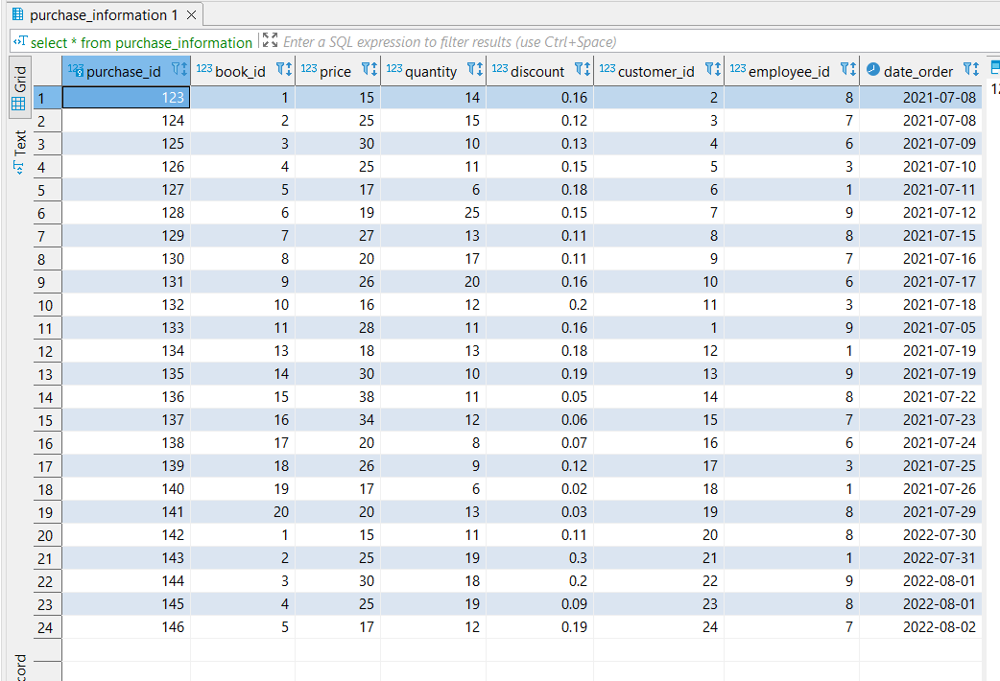 purchase_information 1
select * from purchase_information Enter a SQL expression to filter results (use Ctrl+Space)
Grid
Text
cord
123 purchase_id 123 book_id 123 price 123 quantity 123 discount 123 customer_id 123 employee_id date_order
1 123 1 15 14 0.16 2 8 2021-07-08 12
2 124 2 25 15 0.12 3 7 2021-07-08
3 125 3 30 10 0.13 4 6 2021-07-09
4 126 4 25 11 0.15 5 3 2021-07-10
5 127 5 17 6 0.18 6 1 2021-07-11
6 128 6 19 25 0.15 7 9 2021-07-12
7 129 7 27 13 0.11 8 8 2021-07-15
8 130 8 20 17 0.11 9 7 2021-07-16
9 131 9 26 20 0.16 10 6 2021-07-17
10 132 10 16 12 0.2 11 3 2021-07-18
11 133 11 28 11 0.16 1 9 2021-07-05
12 134 13 18 13 0.18 12 1 2021-07-19
13 135 14 30 10 0.19 13 9 2021-07-19
14 136 15 38 11 0.05 14 8 2021-07-22
15 137 16 34 12 0.06 15 7 2021-07-23
16 138 17 20 8 0.07 16 6 2021-07-24
17 139 18 26 9 0.12 17 3 2021-07-25
18 140 19 17 6 0.02 18 1 2021-07-26
19 141 20 20 13 0.03 19 8 2021-07-29
20 142 1 15 11 0.11 20 8 2022-07-30
21 143 2 25 19 0.3 21 1 2022-07-31
22 144 3 30 18 0.2 22 9 2022-08-01
23 145 4 25 19 0.09 23 8 2022-08-01
24 146 5 17 12 0.19 24 7 2022-08-02